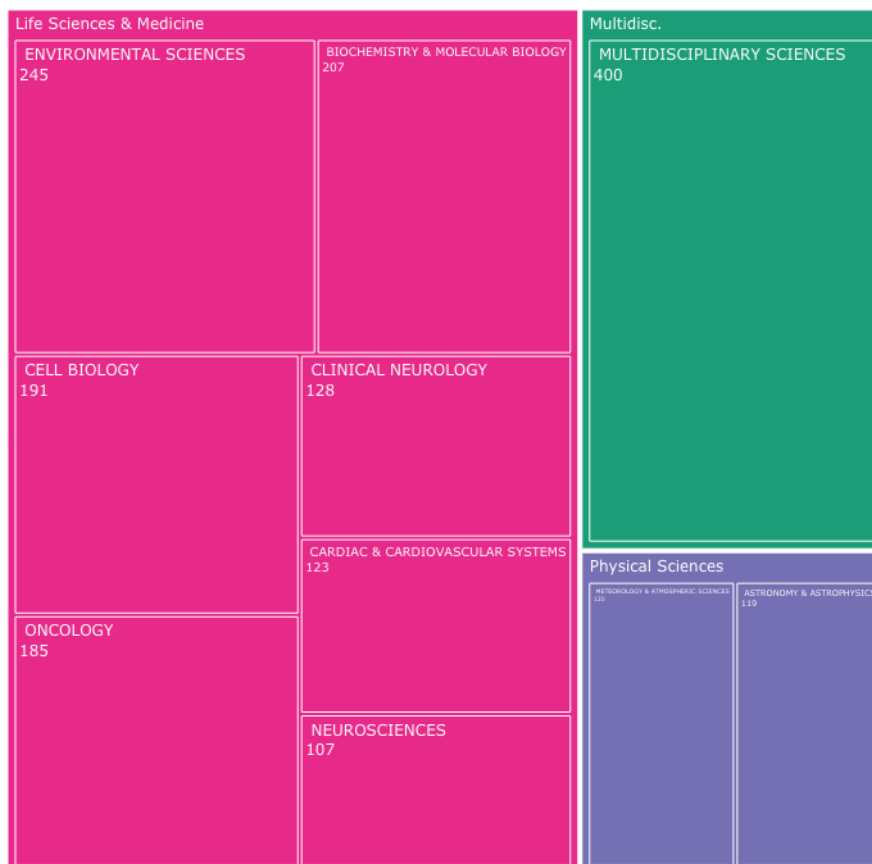 Life Sciences & Medicine
ENVIRONMENTAL SCIENCES
245
BIOCHEMISTRY & MOLECULAR BIOLOGY
207
CELL BIOLOGY
191
CLINICAL NEUROLOGY
128
CARDIAC & CARDIOVASCULAR SYSTEMS
123
ONCOLOGY
185
NEUROSCIENCES
107
Multidisc.
MULTIDISCIPLINARY SCIENCES
400
Physical Sciences
METEOROLOGY & ATMOSPHERIC SCIENCES
120
ASTRONOMY & ASTROPHYSICS
119